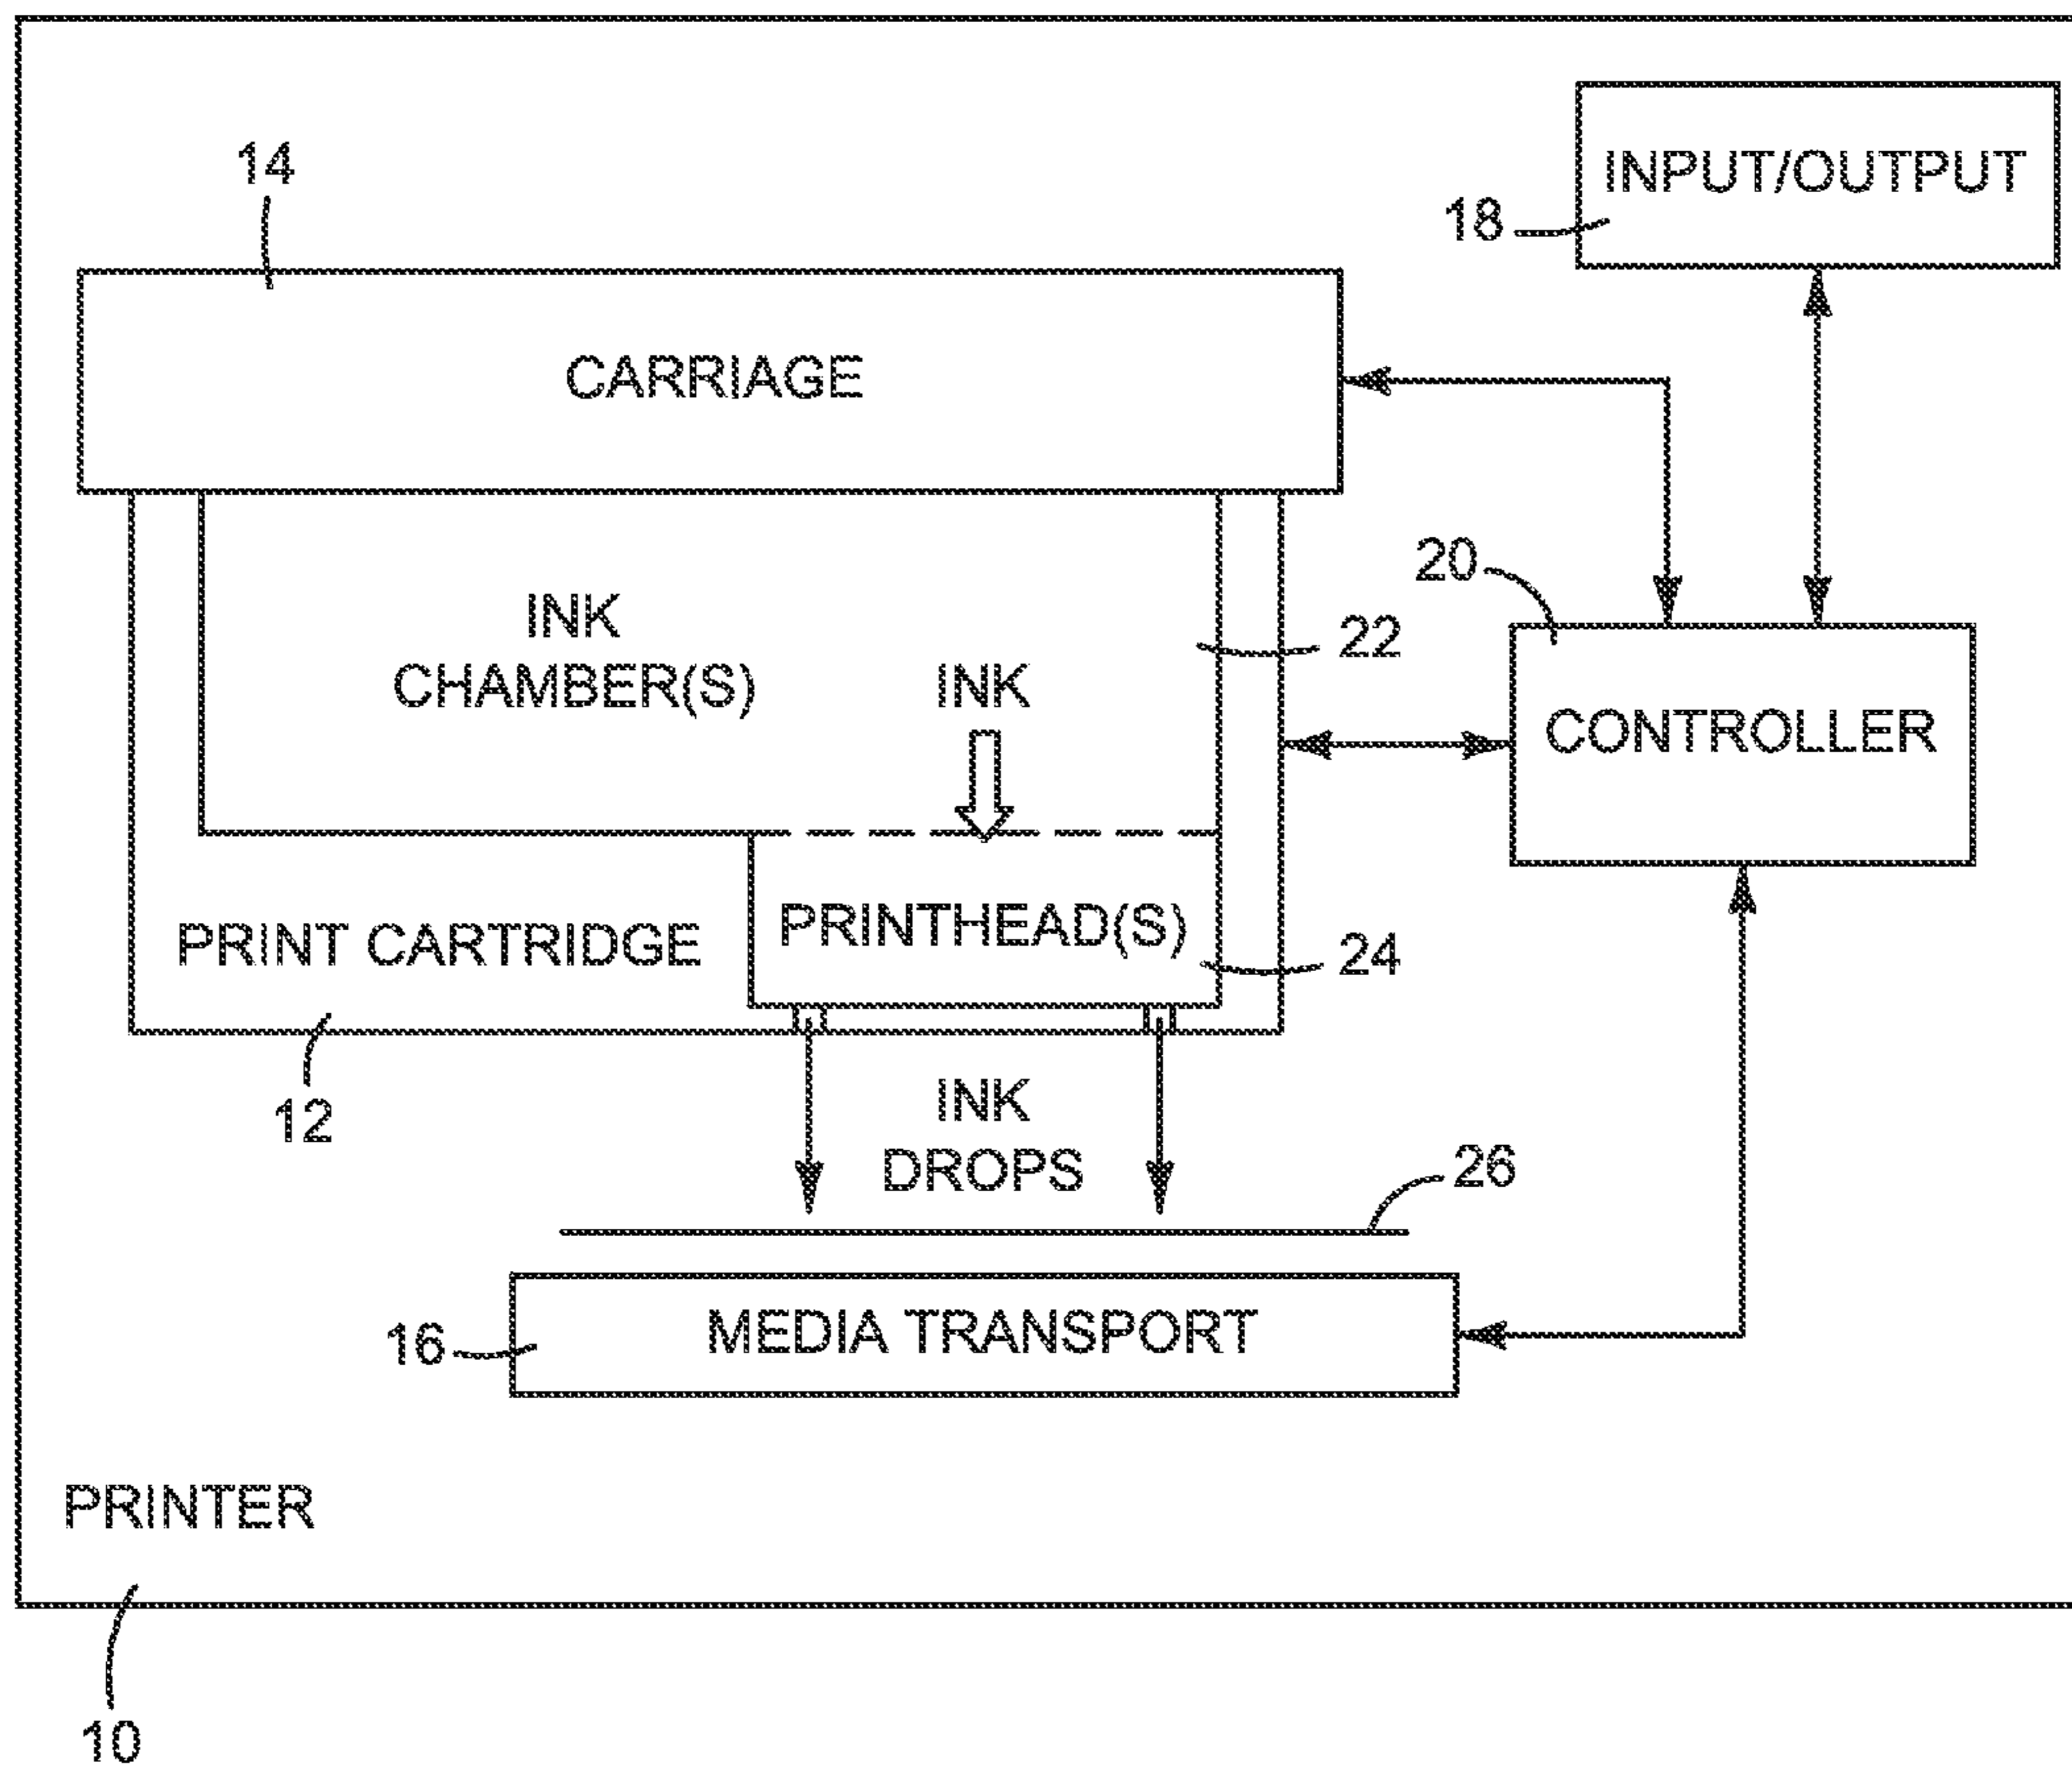 14
INPUT/OUTPUT
18
CARRIAGE
20
INK
CHAMBER(S)
INK
22
CONTROLLER
PRINTHEAD(S)
PRINT CARTRIDGE
24
12
INK
DROPS
26
16
MEDIA TRANSPORT
PRINTER
10